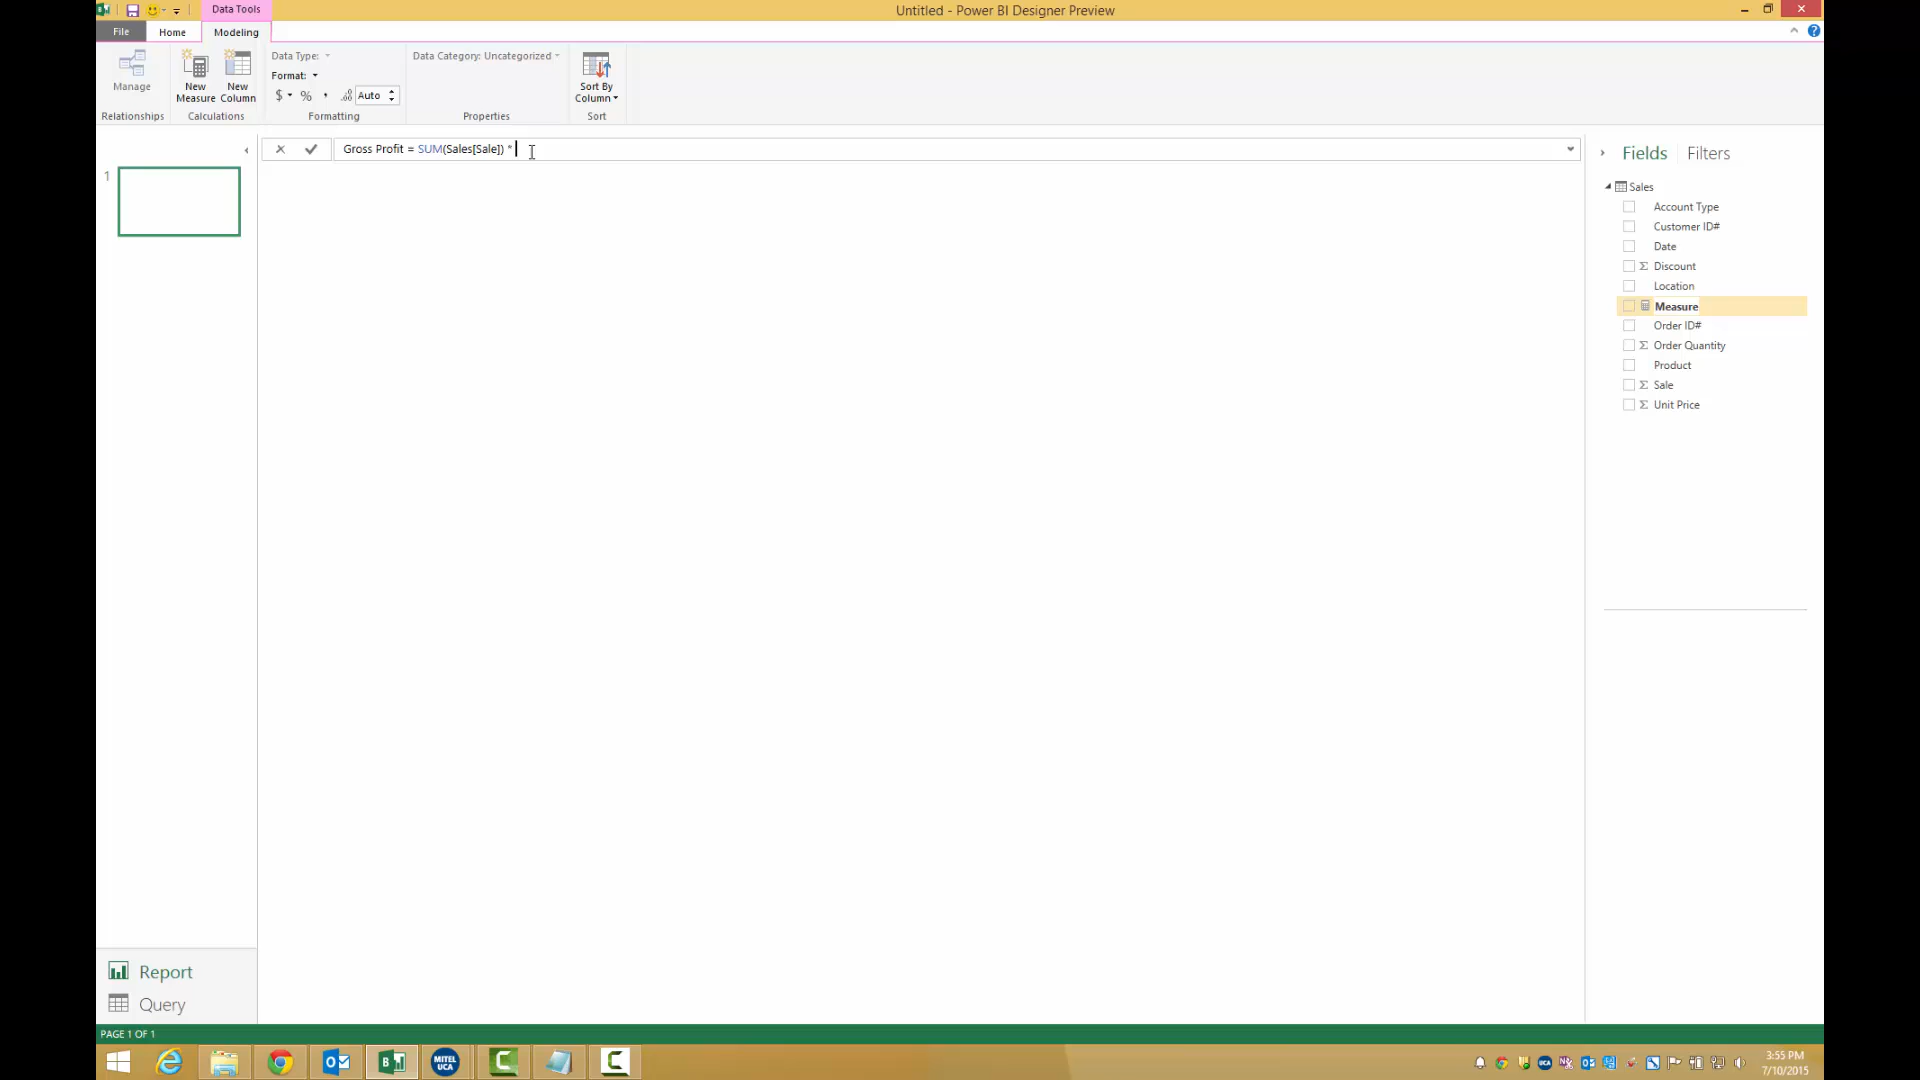 Data Tools
Untitled - Power BI Designer Preview
File
Home
Modeling
Manage
New Measure
New Column
Data Type:
Format:
$ % , Auto
Data Category: Uncategorized
Sort By Column
Relationships
Calculations
Formatting
Properties
Sort
Gross Profit = SUM(Sales[Sale]) *
1
Fields
Filters
Sales
Account Type
Customer ID#
Date
Σ Discount
Location
Measure
Order ID#
Σ Order Quantity
Product
Σ Sale
Σ Unit Price
Report
Query
PAGE 1 OF 1
MITEL UCA
3:55 PM
7/10/2015